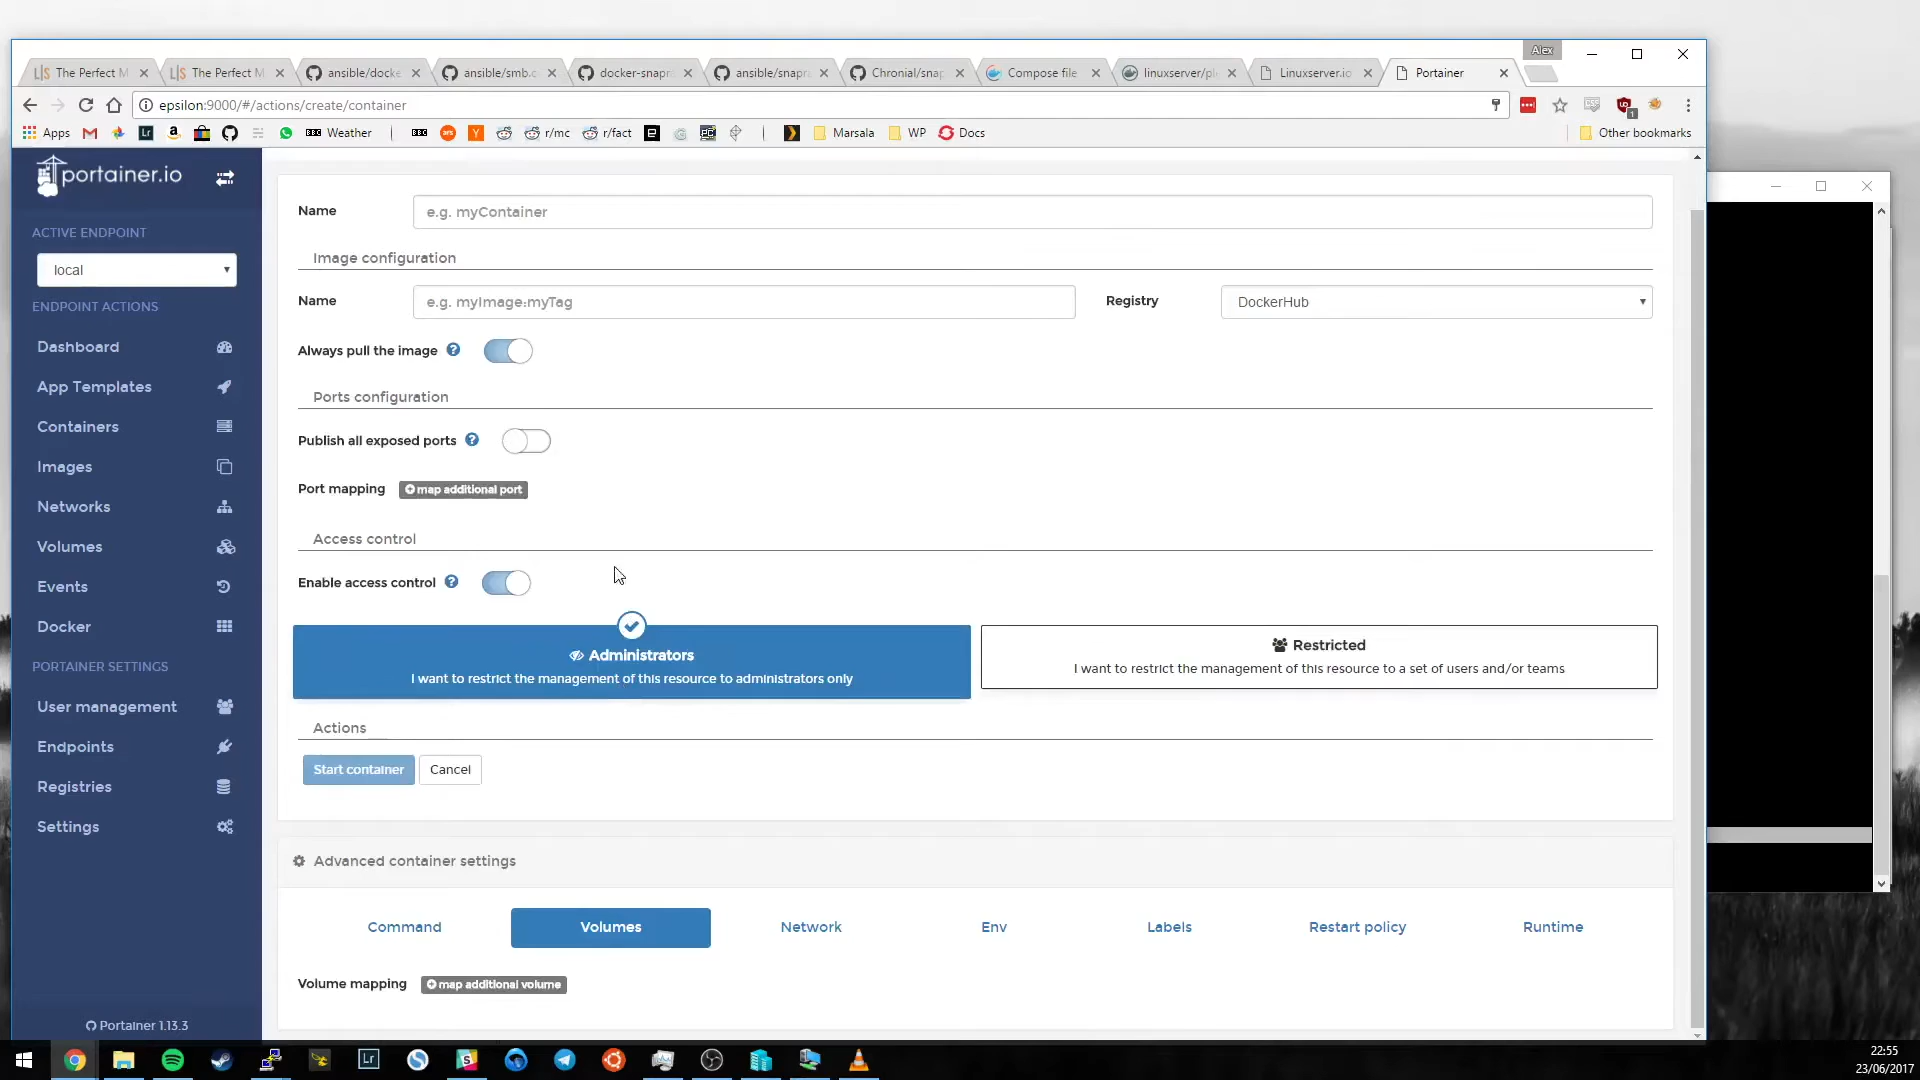 Alex
The Perfect M
The Perfect M
ansible/docke
ansible/smb.c
docker-snapra
ansible/snapra
Chronial/snap
Compose file
linuxserver/pl
Linuxserver.io
Portainer
epsilon:9000/#/actions/create/container
Apps
Lr
BBC Weather
BBC
ars
Y
r/mc
r/fact
Marsala
WP
Docs
Other bookmarks
portainer.io
ACTIVE ENDPOINT
local
ENDPOINT ACTIONS
Dashboard
App Templates
Containers
Images
Networks
Volumes
Events
Docker
PORTAINER SETTINGS
User management
Endpoints
Registries
Settings
Portainer 1.13.3
Name
e.g. myContainer
Image configuration
Name
e.g. myImage:myTag
Registry
DockerHub
Always pull the image
Ports configuration
Publish all exposed ports
Port mapping
map additional port
Access control
Enable access control
Administrators
I want to restrict the management of this resource to administrators only
Restricted
I want to restrict the management of this resource to a set of users and/or teams
Actions
Start container
Cancel
Advanced container settings
Command
Volumes
Network
Env
Labels
Restart policy
Runtime
Volume mapping
map additional volume
Lr
22:55
23/06/2017